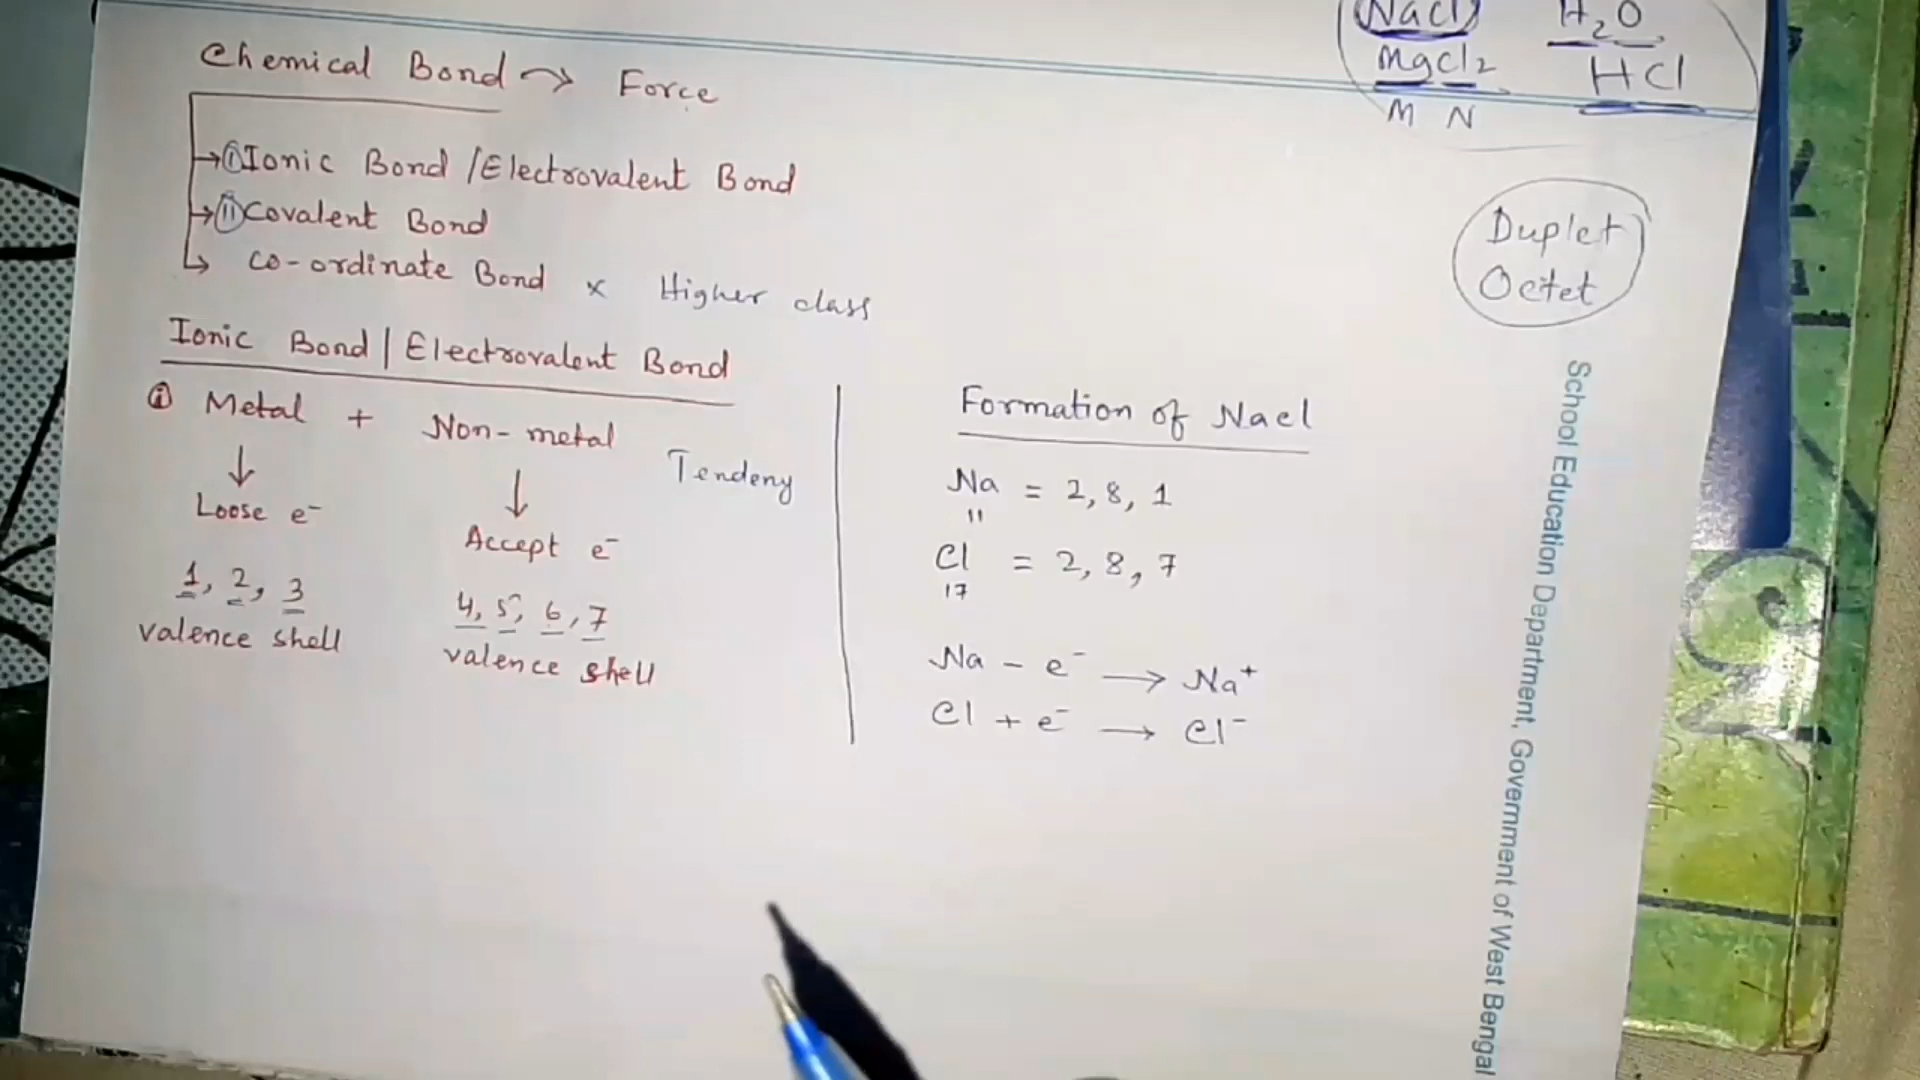 NaCl H₂O
MgCl₂ HCl
M N
Chemical Bond → Force
→ (i) Ionic Bond / Electrovalent Bond
→ (ii) Covalent Bond
→ Co-ordinate Bond × Higher class
Duplet
Octet
Ionic Bond | Electrovalent Bond
(i) Metal + Non-metal
↓ ↓ Tendeny
Loose e⁻ Accept e⁻
1, 2, 3 4, 5, 6, 7
valence shell valence shell
Formation of Nacl
Na = 2, 8, 1
11
Cl = 2, 8, 7
17
Na - e⁻ → Na⁺
Cl + e⁻ → Cl⁻
School Education Department, Government of West Bengal